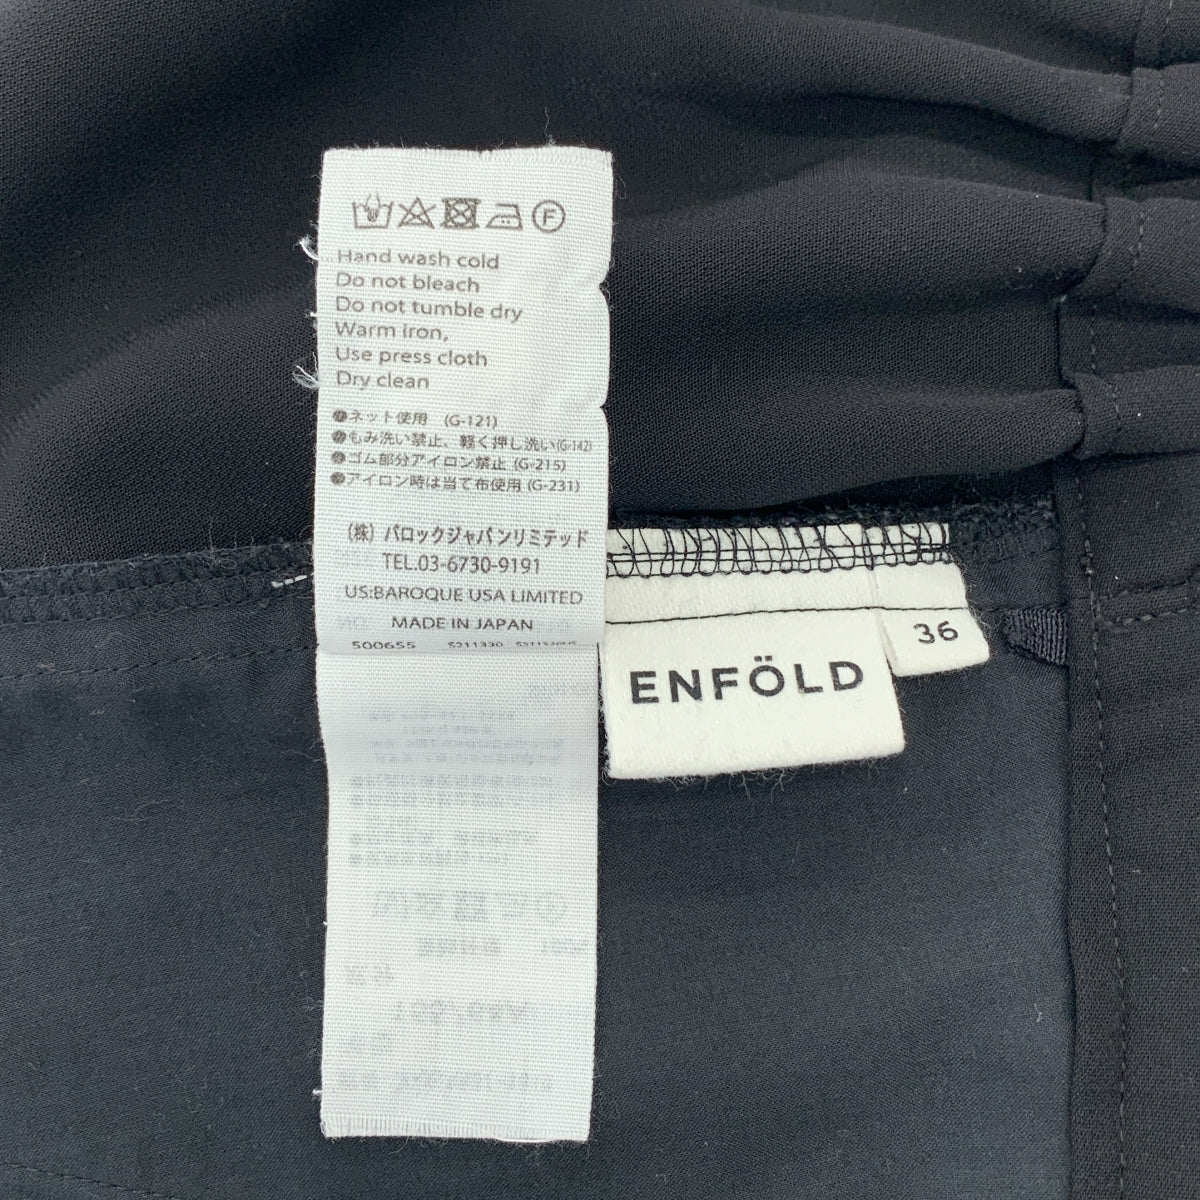 F
Hand wash cold
Do not bleach
Do not tumble dry
Warm iron,
Use press cloth
Dry clean
●ネット使用 (G-121)
●もみ洗い禁止、軽く押し洗い(G-142)
●ゴム部分アイロン禁止 (G-215)
●アイロン時は当て布使用 (G-231)
(株) バロックジャパンリミテッド
TEL.03-6730-9191
US:BAROQUE USA LIMITED
MADE IN JAPAN
500655
36
ENFÖLD